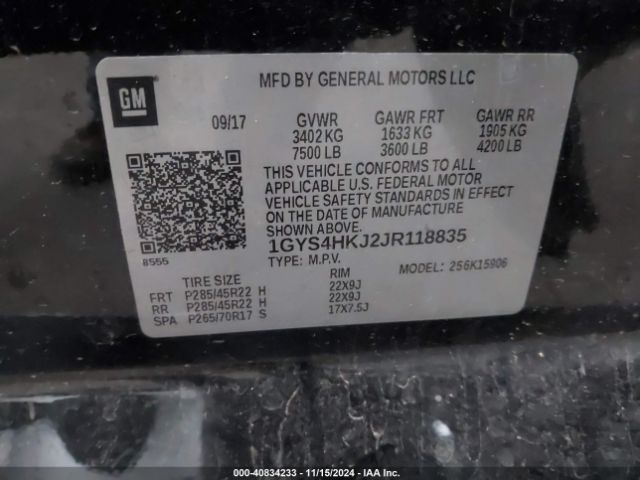 GM
MFD BY GENERAL MOTORS LLC
09/17 GVWR GAWR FRT GAWR RR
3402 KG 1633 KG 1905 KG
7500 LB 3600 LB 4200 LB
THIS VEHICLE CONFORMS TO ALL
APPLICABLE U.S. FEDERAL MOTOR
VEHICLE SAFETY STANDARDS IN EFFECT
ON THE DATE OF MANUFACTURE
1GYS4HKJ2JR118835
8555
TYPE: M.P.V. MODEL: 2S6K15906
TIRE SIZE RIM
FRT P285/45R22 H 22X9J
RR P285/45R22 H 22X9J
SPA P265/70R17 S 17X7.5J
000-40834233 - 11/15/2024 - IAA Inc.